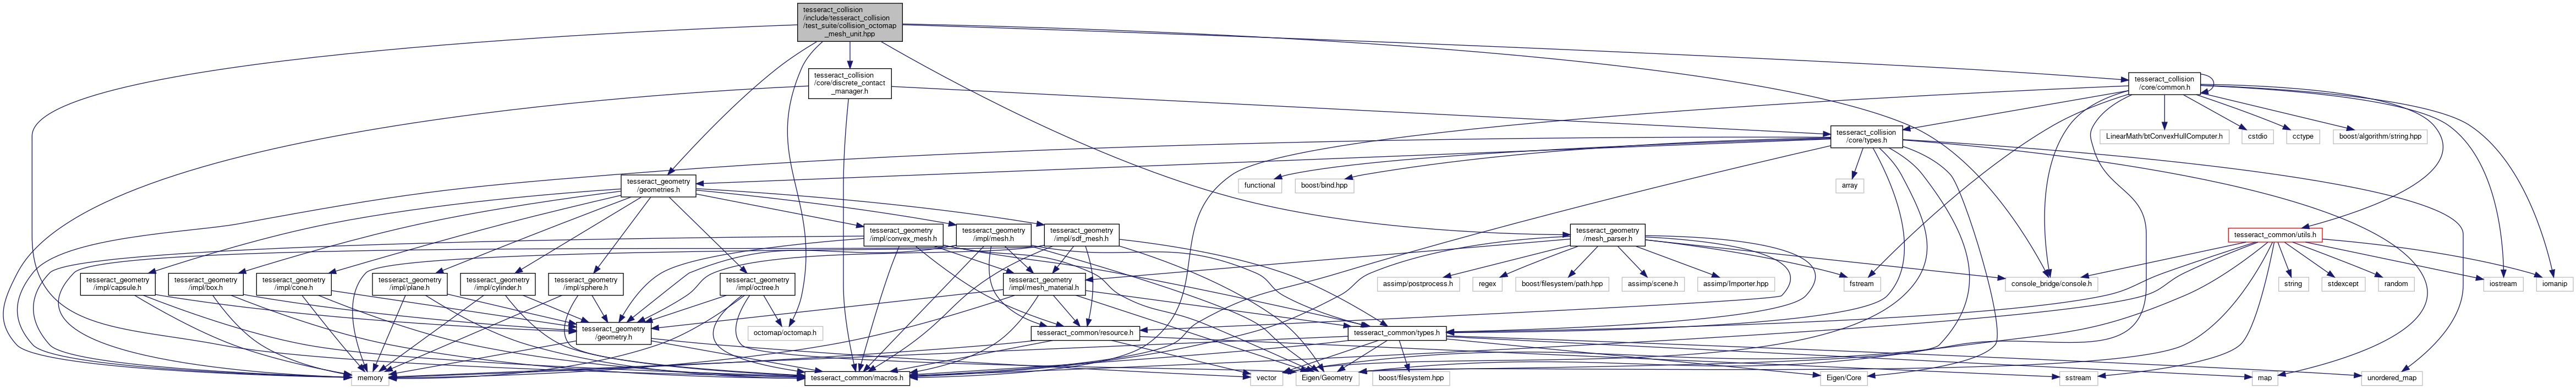 tesseract_collision
/include/tesseract_collision
/test_suite/collision_octomap
_mesh_unit.hpp
tesseract_collision
/core/discrete_contact
_manager.h
tesseract_collision
/core/common.h
tesseract_collision
/core/types.h
LinearMath/btConvexHullComputer.h
cstdio
cctype
boost/algorithm/string.hpp
tesseract_geometry
/geometries.h
functional
boost/bind.hpp
array
tesseract_geometry
/impl/convex_mesh.h
tesseract_geometry
/impl/mesh.h
tesseract_geometry
/impl/sdf_mesh.h
tesseract_geometry
/mesh_parser.h
tesseract_common/utils.h
tesseract_geometry
/impl/capsule.h
tesseract_geometry
/impl/box.h
tesseract_geometry
/impl/cone.h
tesseract_geometry
/impl/plane.h
tesseract_geometry
/impl/cylinder.h
tesseract_geometry
/impl/sphere.h
tesseract_geometry
/impl/octree.h
tesseract_geometry
/impl/mesh_material.h
assimp/postprocess.h
regex
boost/filesystem/path.hpp
assimp/scene.h
assimp/Importer.hpp
fstream
console_bridge/console.h
string
stdexcept
random
iostream
iomanip
tesseract_geometry
/geometry.h
octomap/octomap.h
tesseract_common/resource.h
tesseract_common/types.h
memory
tesseract_common/macros.h
vector
Eigen/Geometry
boost/filesystem.hpp
Eigen/Core
sstream
map
unordered_map